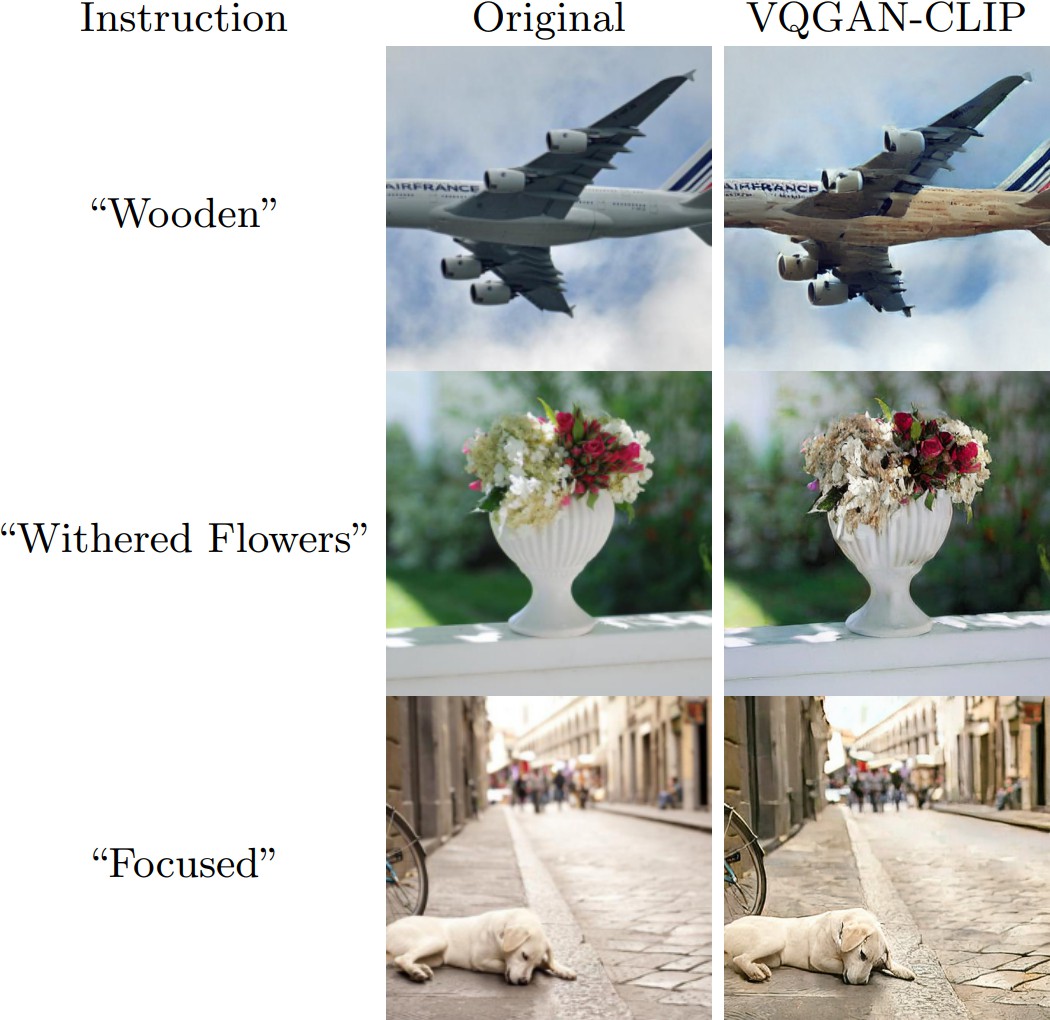 Instruction Original VQGAN-CLIP
“Wooden”
AIRFRANCE
AIRFRANCE
“Withered Flowers”
“Focused”